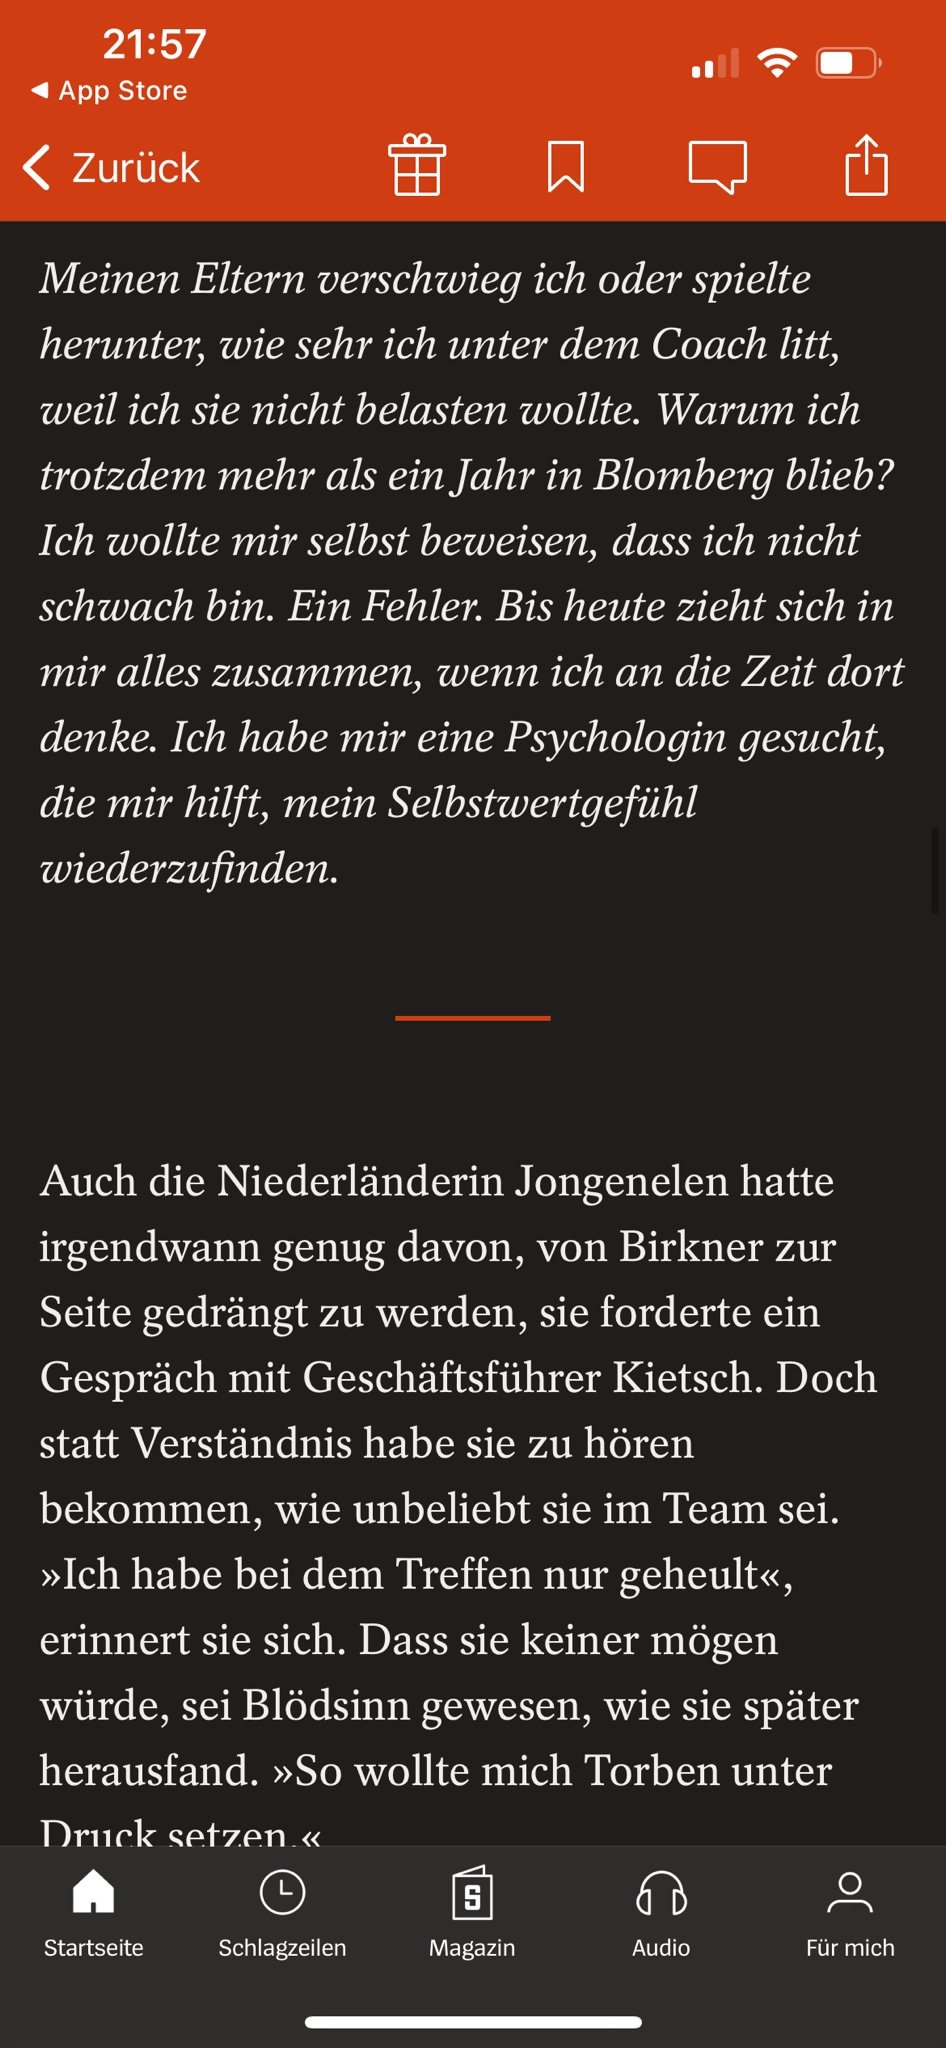 21:57
◀ App Store
Zurück
Meinen Eltern verschwieg ich oder spielte
herunter, wie sehr ich unter dem Coach litt,
weil ich sie nicht belasten wollte. Warum ich
trotzdem mehr als ein Jahr in Blomberg blieb?
Ich wollte mir selbst beweisen, dass ich nicht
schwach bin. Ein Fehler. Bis heute zieht sich in
mir alles zusammen, wenn ich an die Zeit dort
denke. Ich habe mir eine Psychologin gesucht,
die mir hilft, mein Selbstwertgefühl
wiederzufinden.
Auch die Niederländerin Jongenelen hatte
irgendwann genug davon, von Birkner zur
Seite gedrängt zu werden, sie forderte ein
Gespräch mit Geschäftsführer Kietsch. Doch
statt Verständnis habe sie zu hören
bekommen, wie unbeliebt sie im Team sei.
»Ich habe bei dem Treffen nur geheult«,
erinnert sie sich. Dass sie keiner mögen
würde, sei Blödsinn gewesen, wie sie später
herausfand. »So wollte mich Torben unter
Druck setzen.«
S
Startseite Schlagzeilen Magazin Audio Für mich